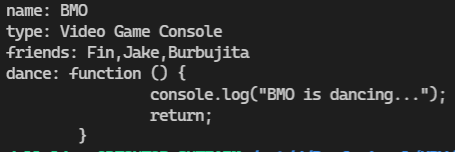 name: BMO
type: Video Game Console
friends: Fin,Jake,Burbujita
dance: function () {
console.log("BMO is dancing...");
return;
}